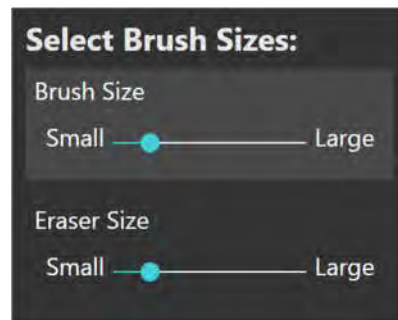 Select Brush Sizes:
Brush Size
Small Large
Eraser Size
Small Large